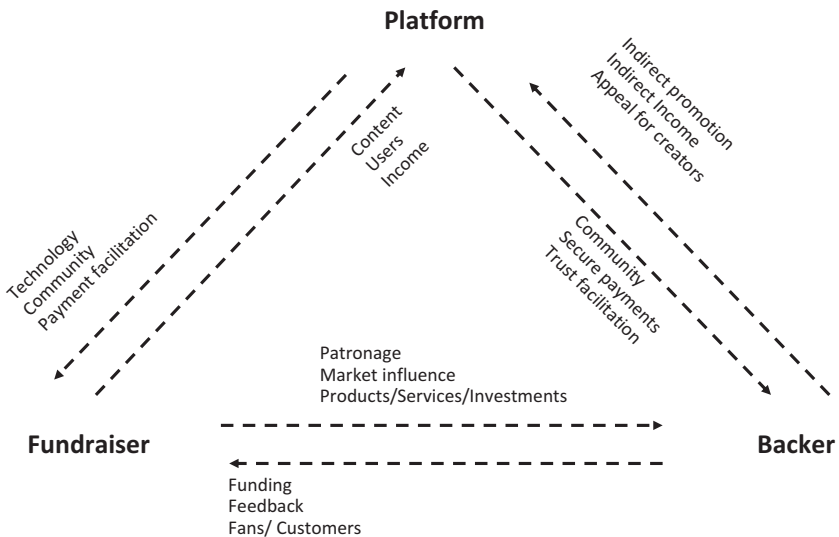 Platform
Indirect promotion
Indirect Income
Appeal for creators
Content
Users
Income
Technology
Community
Payment facilitation
Community
Secure payments
Trust facilitation
Patronage
Market influence
Products/Services/Investments
Fundraiser
Backer
Funding
Feedback
Fans/ Customers